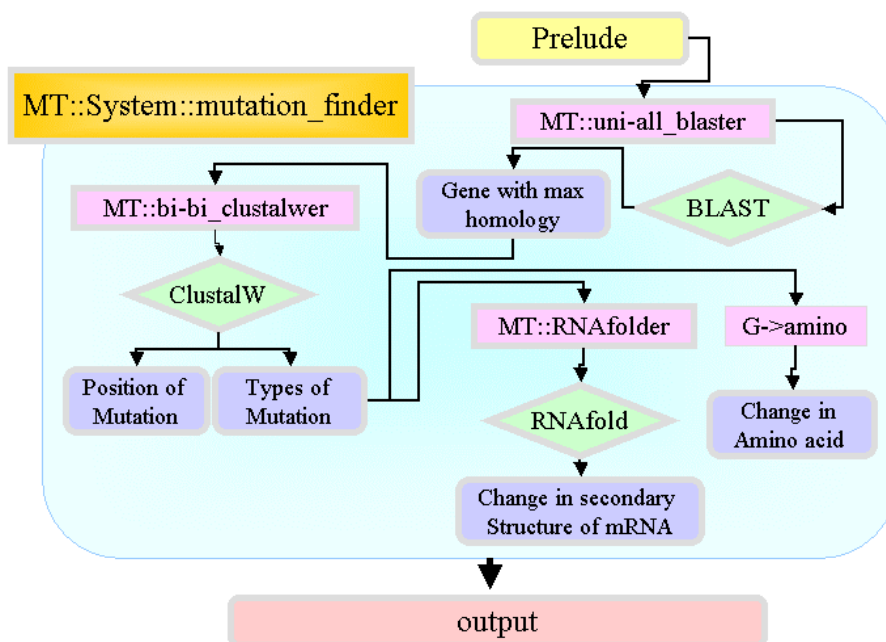 Prelude
MT::System::mutation_finder
MT::uni-all_blaster
Gene with max
homology
BLAST
MT::bi-bi_clustalwer
ClustalW
MT::RNAfolder
G->amino
Position of
Mutation
Types of
Mutation
RNAfold
Change in
Amino acid
Change in secondary
Structure of mRNA
output